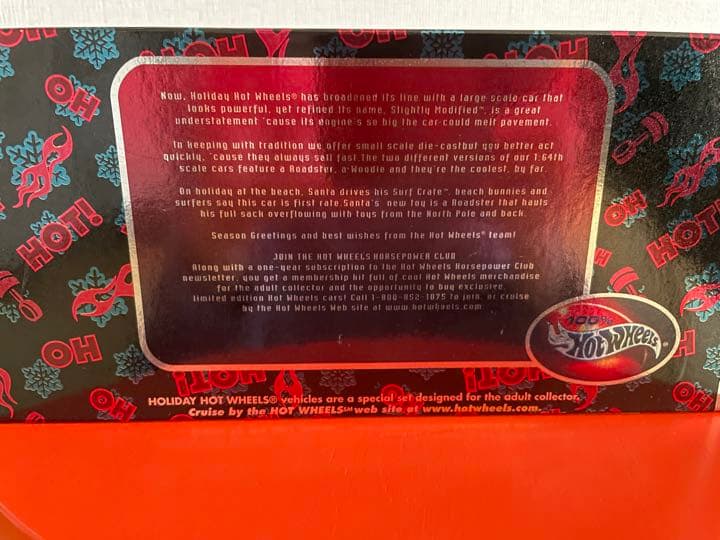 Now, Holiday Hot Wheels® has broadened its line with a large scale car that
looks powerful, yet refined its name, Slightly Modified™, is a great
understatement 'cause its engine's so big the car could melt pavement.
In keeping with tradition we offer small scale die-cast but you better act
quickly, 'cause they always sell fast. The two different versions of our 1:64th
scale cars feature a Roadster, a Woodie and they're the coolest, by far.
On holiday at the beach, Santa drives his Surf Crate™, beach bunnies and
surfers say this car is first rate. Santa's new toy is a Roadster that hauls
his full sack overflowing with toys from the North Pole and back.
Season Greetings and best wishes from the Hot Wheels® team!
JOIN THE HOT WHEELS HORSEPOWER CLUB
Along with a one-year subscription to the Hot Wheels Horsepower Club
newsletter, you get a membership kit full of cool Hot Wheels merchandise
for the adult collector and the opportunity to buy exclusive,
limited edition Hot Wheels cars! Call 1-800-852-1075 to join, or cruise
by the Hot Wheels Web site at www.hotwheels.com
100%
HOT WHEELS®
HOLIDAY HOT WHEELS® vehicles are a special set designed for the adult collector.
Cruise by the HOT WHEELS℠ web site at www.hotwheels.com.
HO
HO
HOT!
HO
HO
HO
HOT!
HO
HOT!
HO